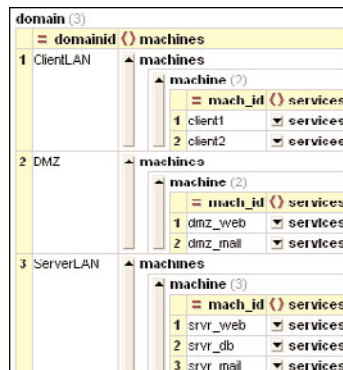 domain (3)
= domainid () machines
1 ClientLAN machines
machine (2)
= mach_id () services
1 client1 services
2 client2 services
2 DMZ machines
machine (2)
= mach_id () services
1 dmz_web services
2 dmz_mail services
3 ServerLAN machines
machine (3)
= mach_id () services
1 srvr_web services
2 srvr_db services
3 srvr_mail services